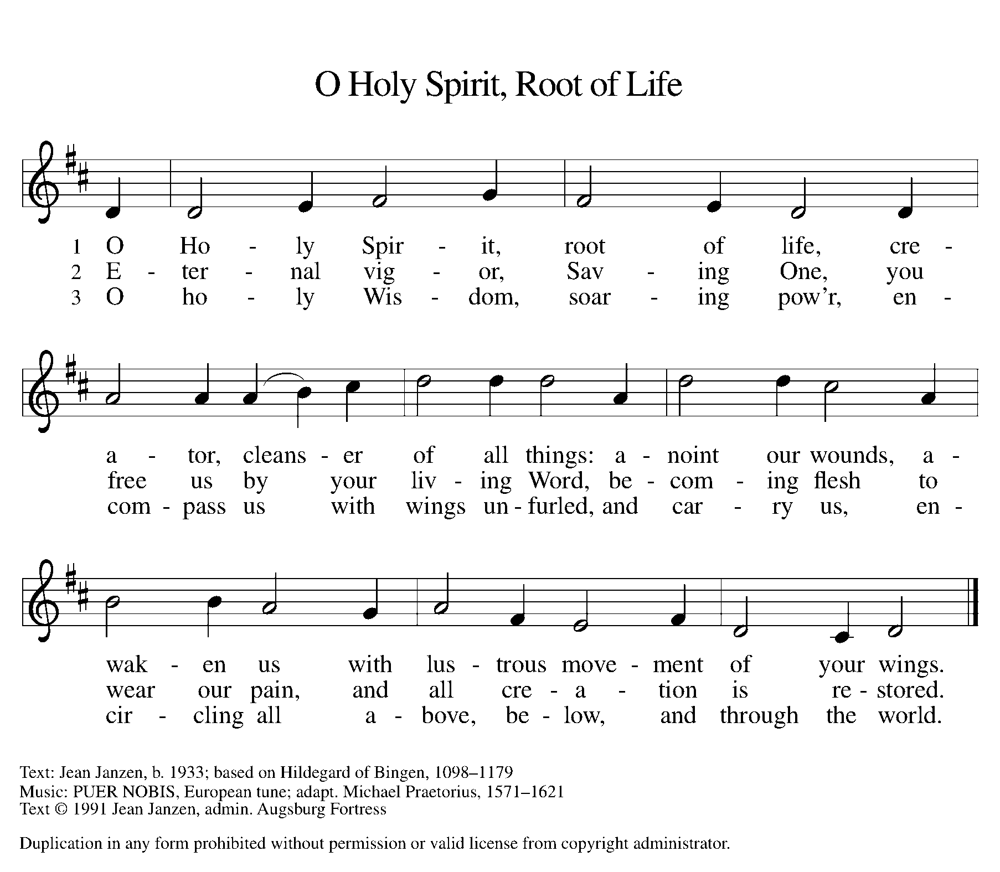 O Holy Spirit, Root of Life
1 O Ho - ly Spir - it, root of life, cre -
2 E - ter - nal vig - or, Sav - ing One, you
3 O ho - ly Wis - dom, soar - ing pow'r, en -
a - tor, cleans - er of all things: a - noint our wounds, a -
free us by your liv - ing Word, be - com - ing flesh to
com - pass us with wings un - furled, and car - ry us, en -
wak - en us with lus - trous move - ment of your wings.
wear our pain, and all cre - a - tion is re - stored.
cir - cling all a - bove, be - low, and through the world.
Text: Jean Janzen, b. 1933; based on Hildegard of Bingen, 1098–1179
Music: PUER NOBIS, European tune; adapt. Michael Praetorius, 1571–1621
Text © 1991 Jean Janzen, admin. Augsburg Fortress
Duplication in any form prohibited without permission or valid license from copyright administrator.